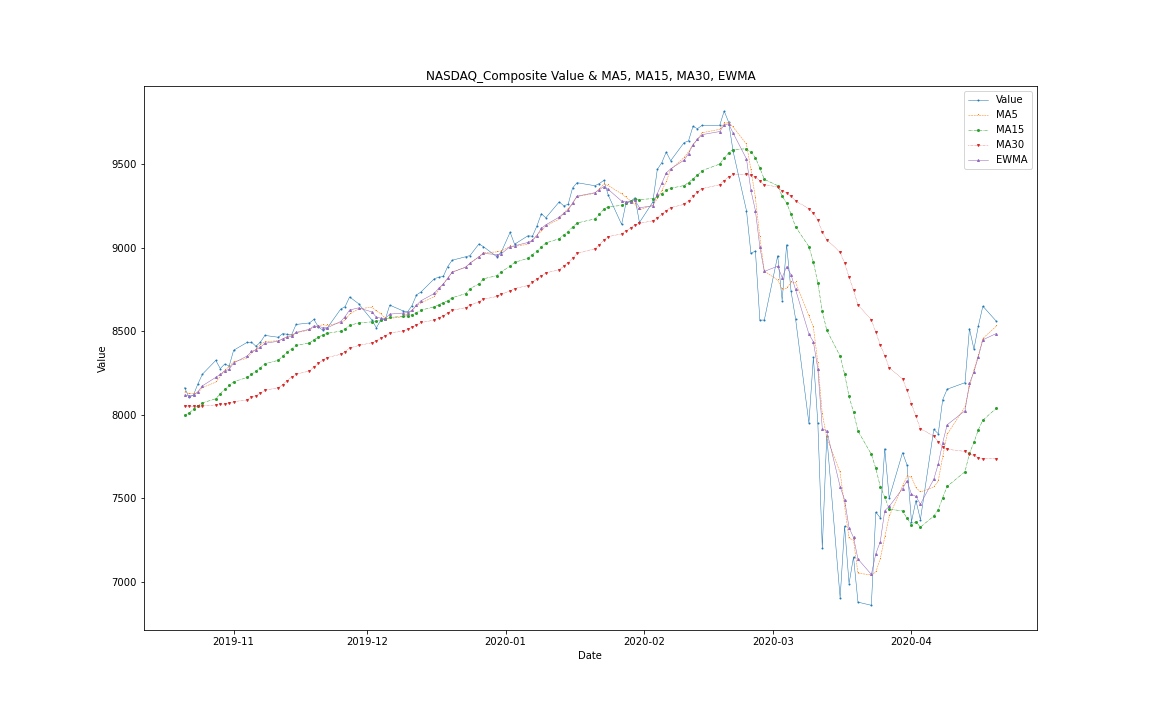 NASDAQ_Composite Value & MA5, MA15, MA30, EWMA
Value
MA5
MA15
MA30
EWMA
9500
9000
8500
8000
7500
7000
Value
2019-11
2019-12
2020-01
2020-02
2020-03
2020-04
Date